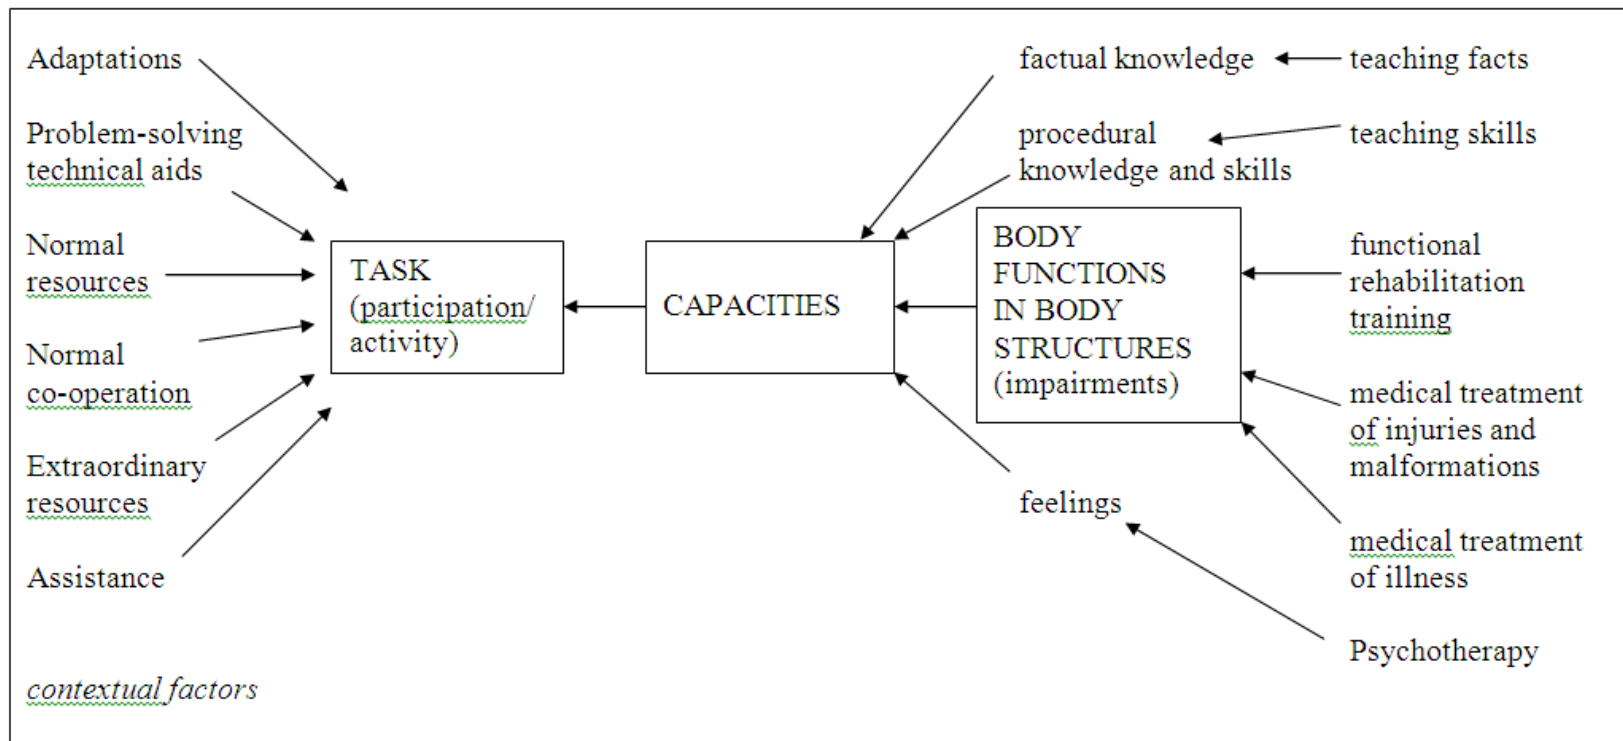 Adaptations
Problem-solving
technical aids
Normal
resources
Normal
co-operation
Extraordinary
resources
Assistance
contextual factors
TASK
(participation/
activity)
CAPACITIES
factual knowledge
procedural
knowledge and skills
BODY
FUNCTIONS
IN BODY
STRUCTURES
(impairments)
feelings
teaching facts
teaching skills
functional
rehabilitation
training
medical treatment
of injuries and
malformations
medical treatment
of illness
Psychotherapy